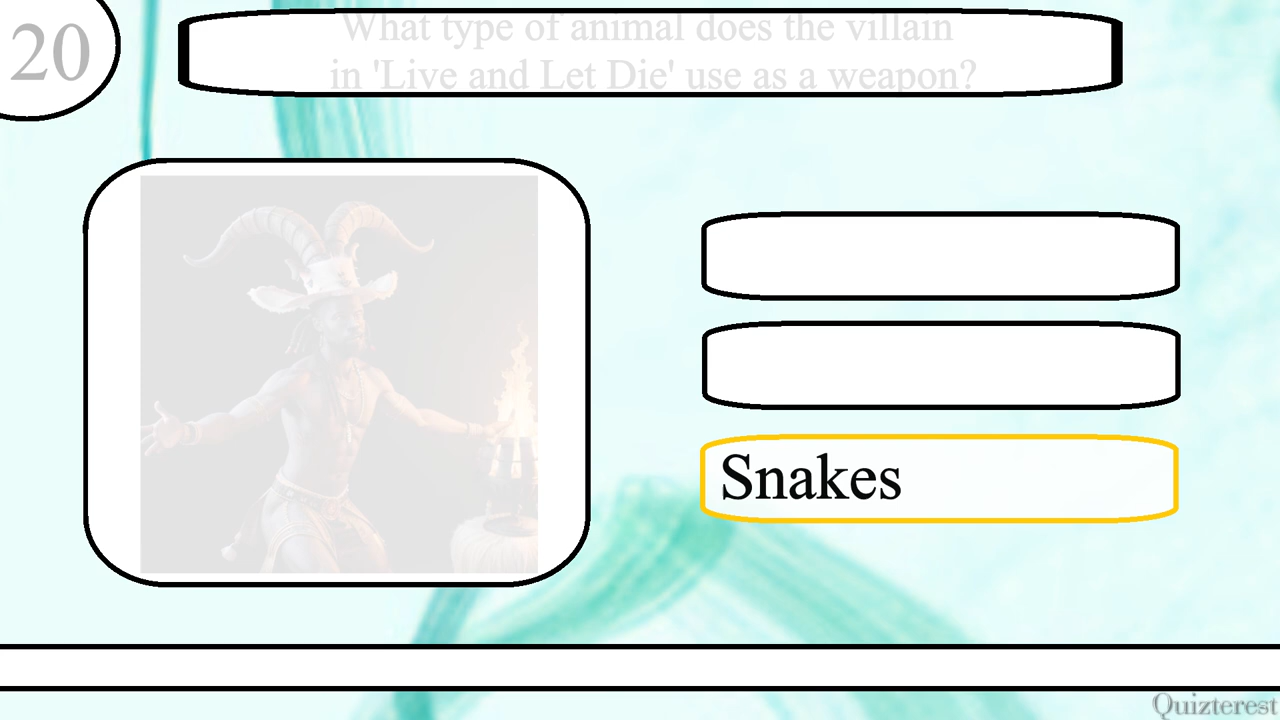 20
What type of animal does the villain
in 'Live and Let Die' use as a weapon?
Snakes
Quizterest